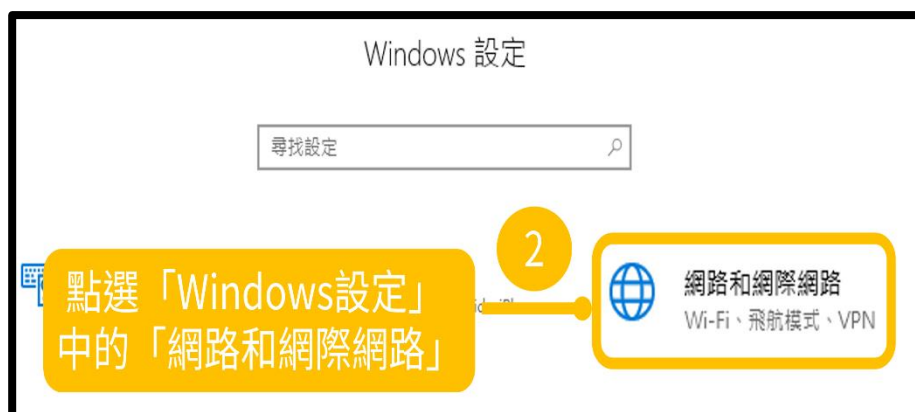 Windows 設定
尋找設定
2
點選「Windows設定」
中的「網路和網際網路」
網路和網際網路
Wi-Fi、飛航模式、VPN